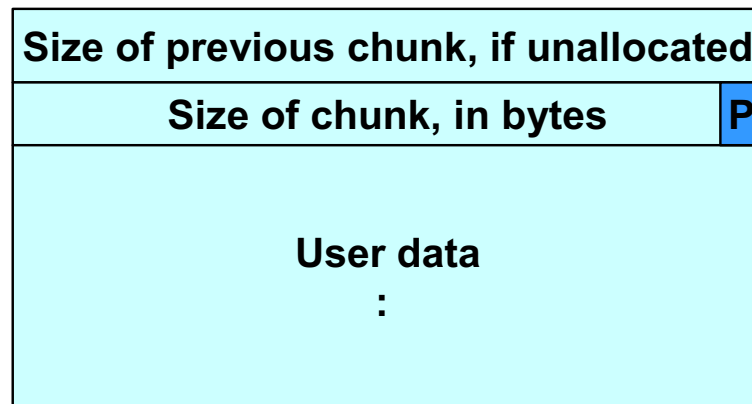 Size of previous chunk, if unallocated
Size of chunk, in bytes P
User data
: